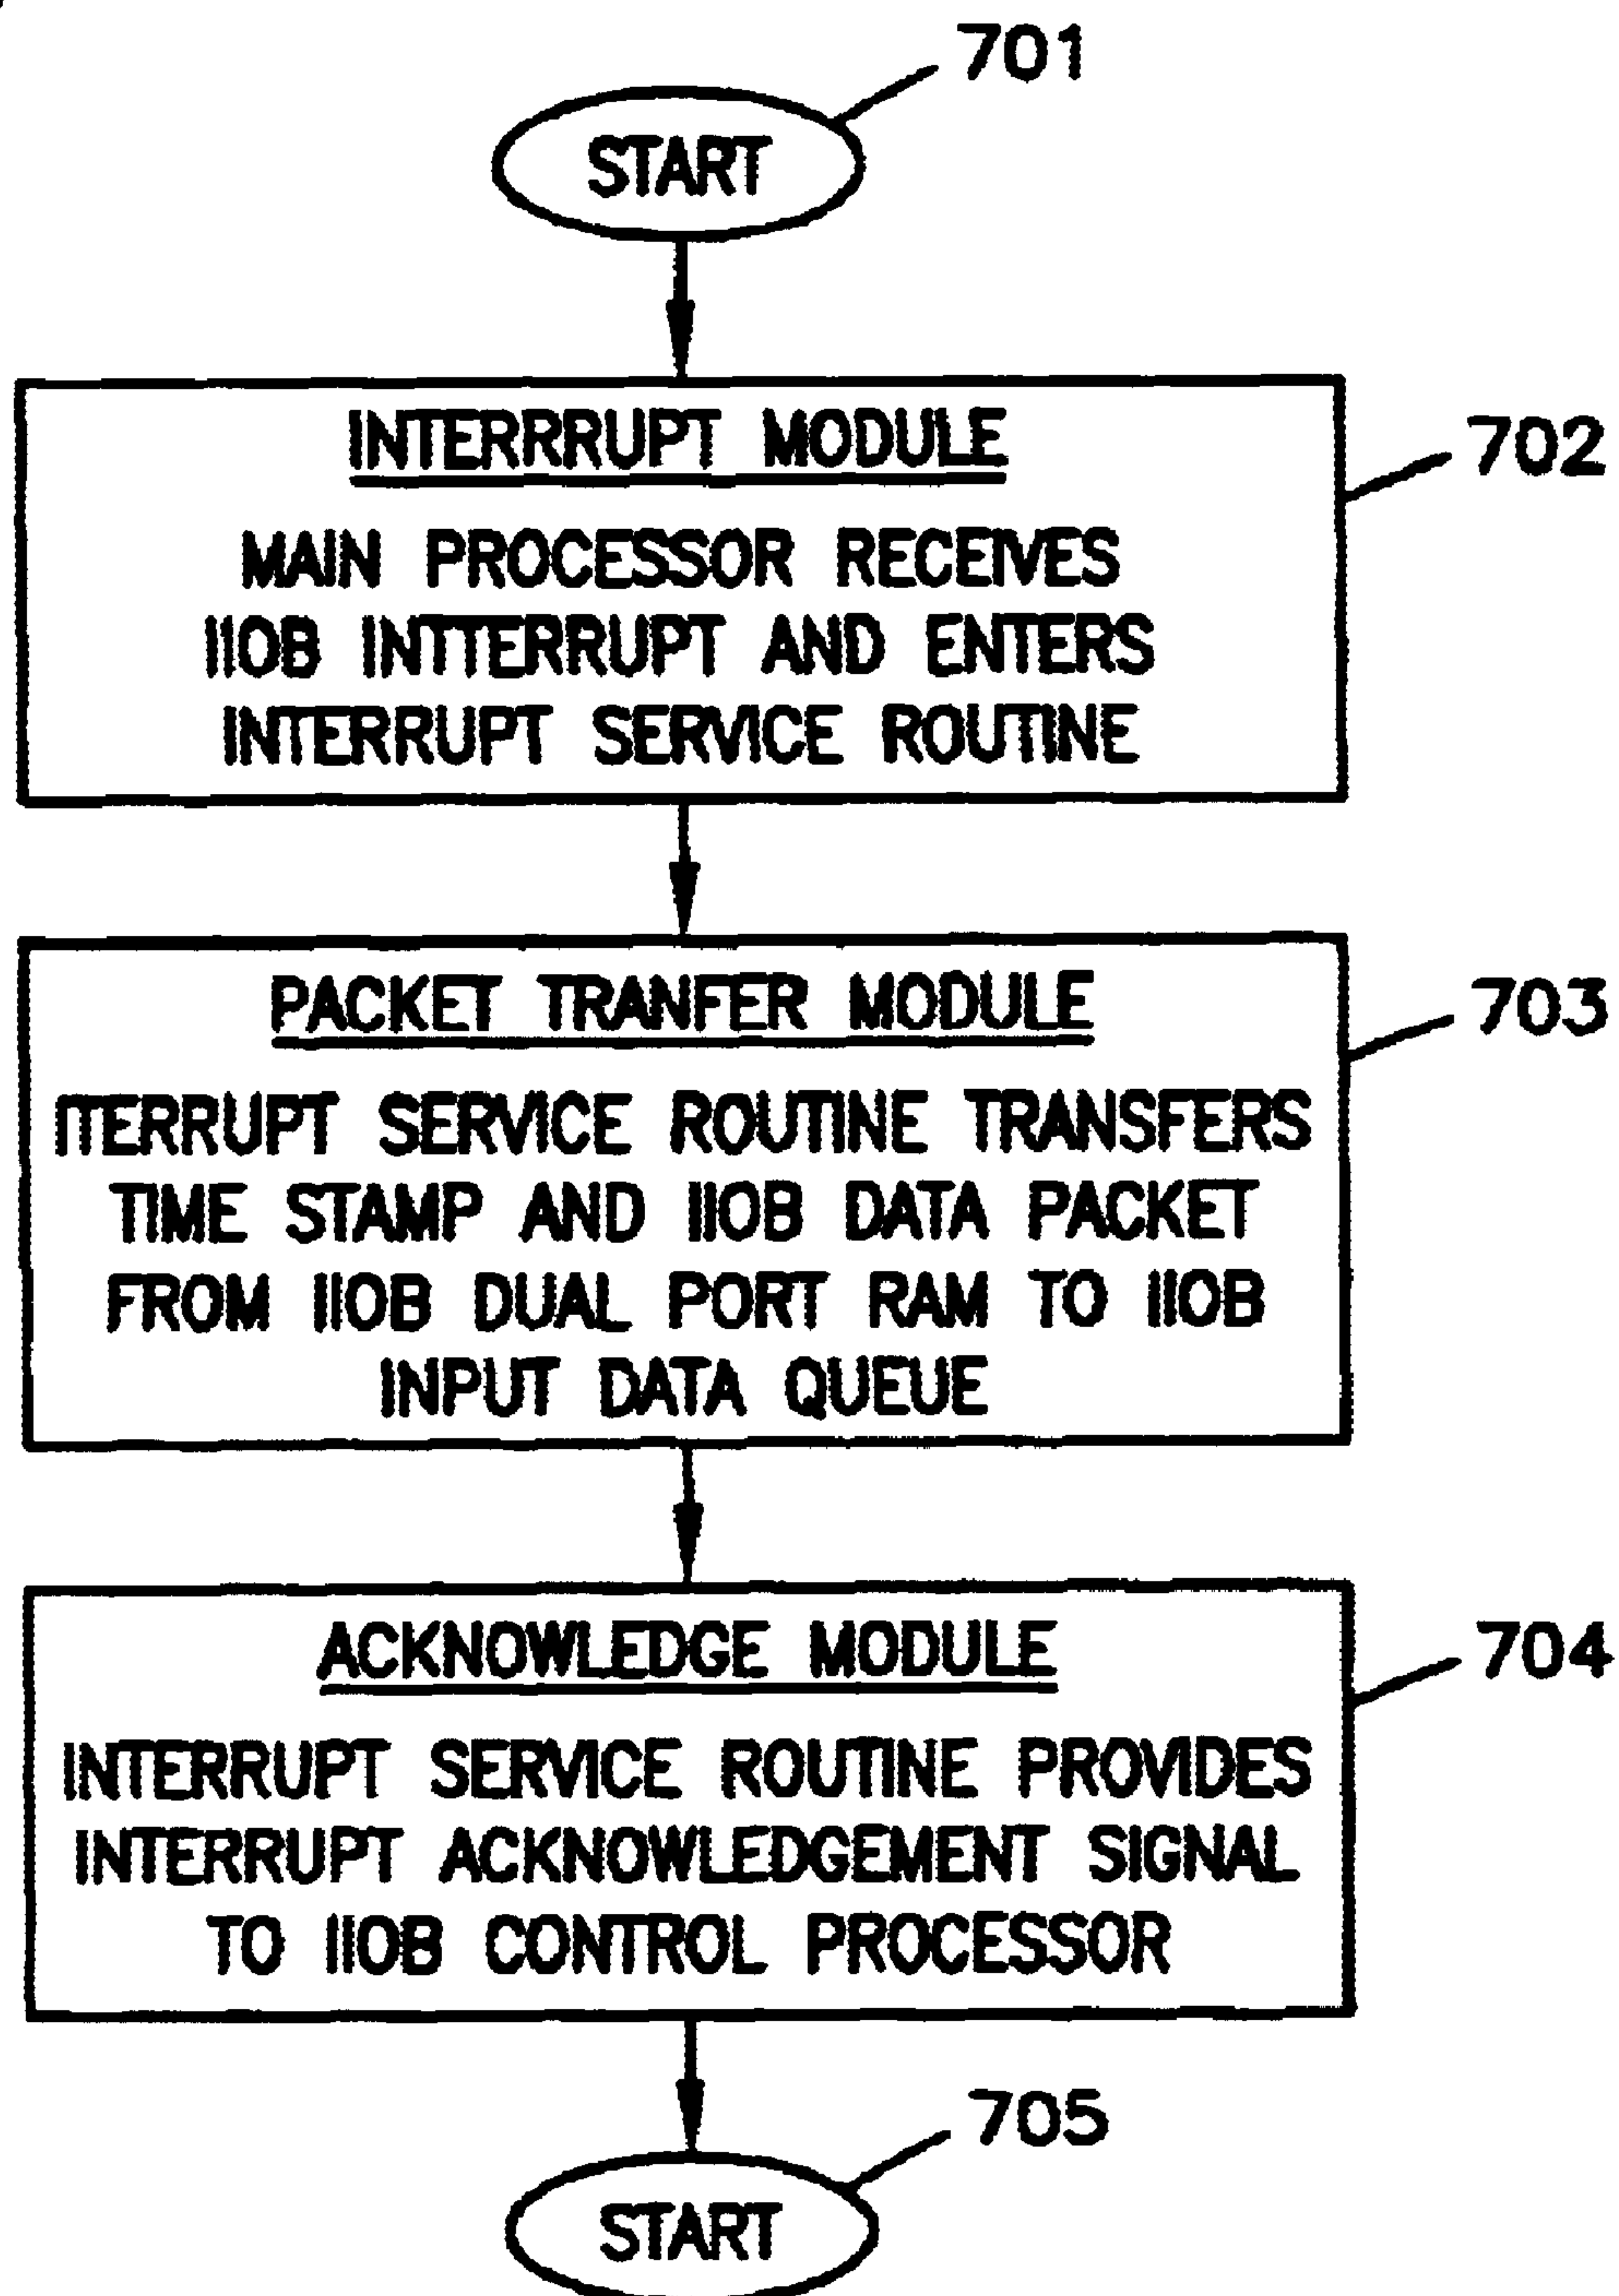 701
START
INTERRRUPT MODULE
702
MAIN PROCESSOR RECEIVES
IIOB INTTERRUPT AND ENTERS
INTERRUPT SERVICE ROUTINE
PACKET TRANFER MODULE
703
ITERRUPT SERVICE ROUTINE TRANSFERS
TIME STAMP AND IIOB DATA PACKET
FROM IIOB DUAL PORT RAM TO IIOB
INPUT DATA QUEUE
ACKNOWLEDGE MODULE
704
INTERRUPT SERVICE ROUTINE PROVIDES
INTERRUPT ACKNOWLEDGEMENT SIGNAL
TO IIOB CONTROL PROCESSOR
705
START